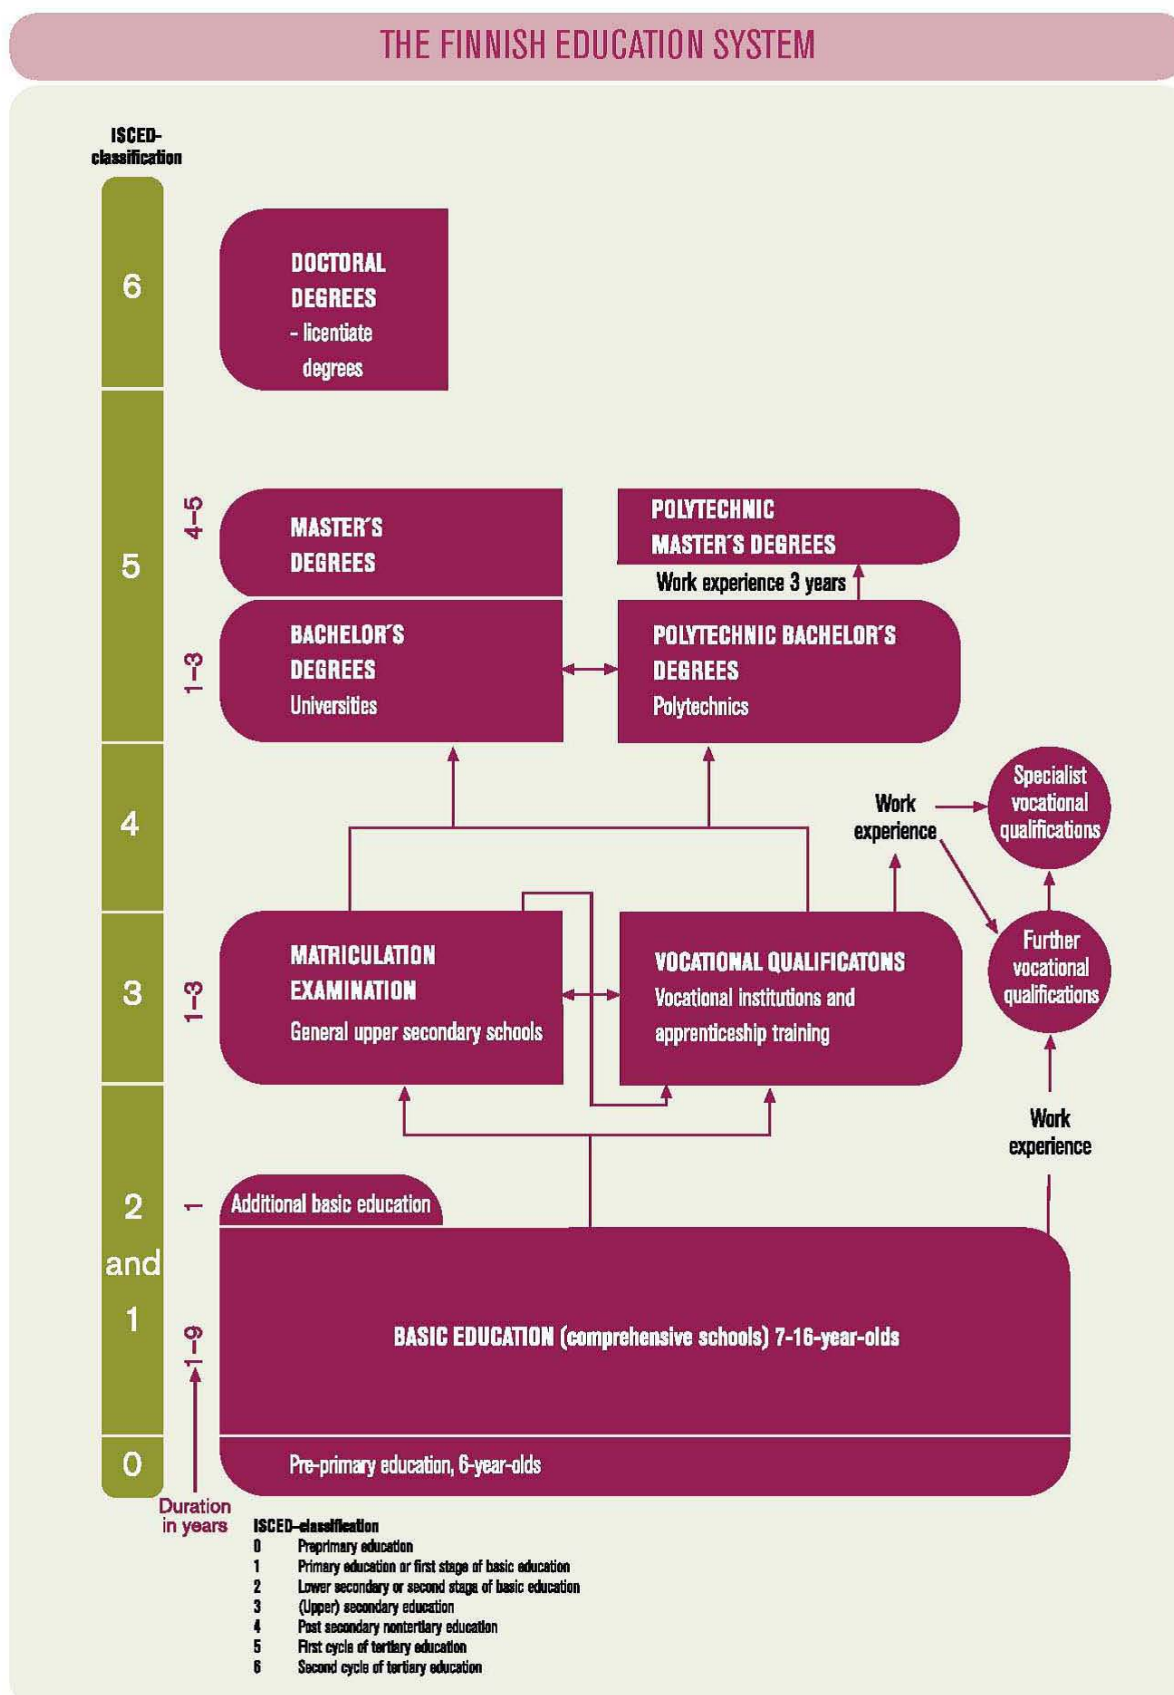 THE FINNISH EDUCATION SYSTEM
ISCED-
classification
6
DOCTORAL
DEGREES
- licentiate
degrees
5
4-5
MASTER´S
DEGREES
POLYTECHNIC
MASTER´S DEGREES
Work experience 3 years
1-3
BACHELOR´S
DEGREES
Universities
POLYTECHNIC BACHELOR´S
DEGREES
Polytechnics
4
Work
experience
Specialist
vocational
qualifications
3
1-3
MATRICULATION
EXAMINATION
General upper secondary schools
VOCATIONAL QUALIFICATONS
Vocational institutions and
apprenticeship training
Further
vocational
qualifications
Work
experience
2
and
1
1
Additional basic education
1-9
BASIC EDUCATION (comprehensive schools) 7-16-year-olds
0
Pre-primary education, 6-year-olds
Duration
in years
ISCED-classification
0 Preprimary education
1 Primary education or first stage of basic education
2 Lower secondary or second stage of basic education
3 (Upper) secondary education
4 Post secondary nontertiary education
5 First cycle of tertiary education
6 Second cycle of tertiary education